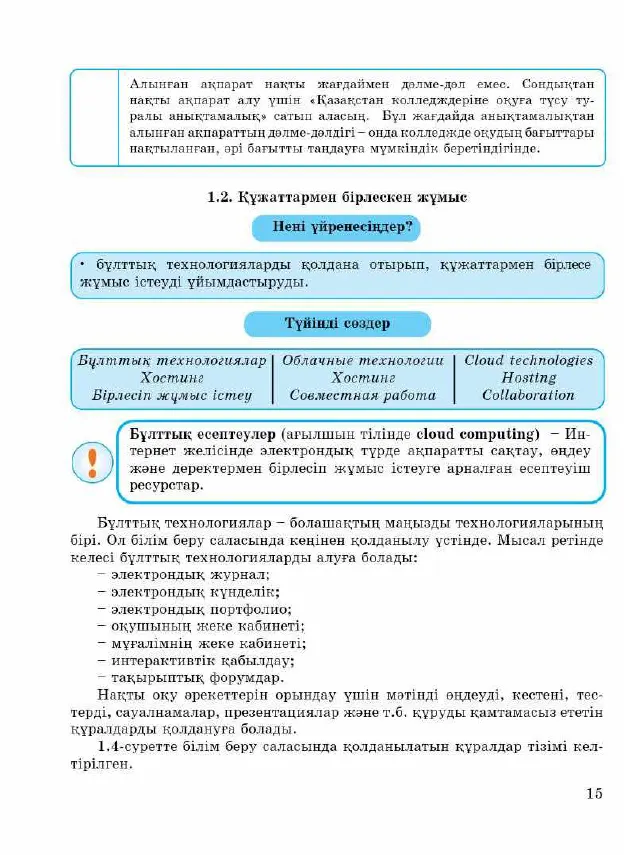 Алынған ақпарат нақты жағдаймен дәлме-дәл емес. Сондықтан
нақты ақпарат алу үшін «Қазақстан колледждеріне оқуға түсу ту-
ралы анықтамалық» сатып аласың. Бұл жағдайда анықтамалықтан
алынған ақпараттың дәлме-дәлдігі – онда колледжде оқудың бағыттары
нақтыланған, әрі бағытты таңдауға мүмкіндік беретіндігінде.
1.2. Құжаттармен бірлескен жұмыс
Нені үйренесіңдер?
• бұлттық технологияларды қолдана отырып, құжаттармен бірлесе
жұмыс істеуді ұйымдастыруды.
Түйінді сөздер
Бұлттық технологиялар Облачные технологии Cloud technologies
Хостинг Хостинг Hosting
Бірлесіп жұмыс істеу Совместная работа Collaboration
Бұлттық есептеулер (ағылшын тілінде cloud computing) – Ин-
тернет желісінде электрондық түрде ақпаратты сақтау, өңдеу
және деректермен бірлесіп жұмыс істеуге арналған есептеуіш
ресурстар.
Бұлттық технологиялар – болашақтың маңызды технологияларының
бірі. Ол білім беру саласында кеңінен қолданылу үстінде. Мысал ретінде
келесі бұлттық технологияларды алуға болады:
– электрондық журнал;
– электрондық күнделік;
– электрондық портфолио;
– оқушының жеке кабинеті;
– мұғалімнің жеке кабинеті;
– интерактивтік қабылдау;
– тақырыптық форумдар.
Нақты оқу әрекеттерін орындау үшін мәтінді өңдеуді, кестені, тес-
терді, сауалнамалар, презентациялар және т.б. құруды қамтамасыз ететін
құралдарды қолдануға болады.
1.4-суретте білім беру саласында қолданылатын құралдар тізімі кел-
тірілген.
15